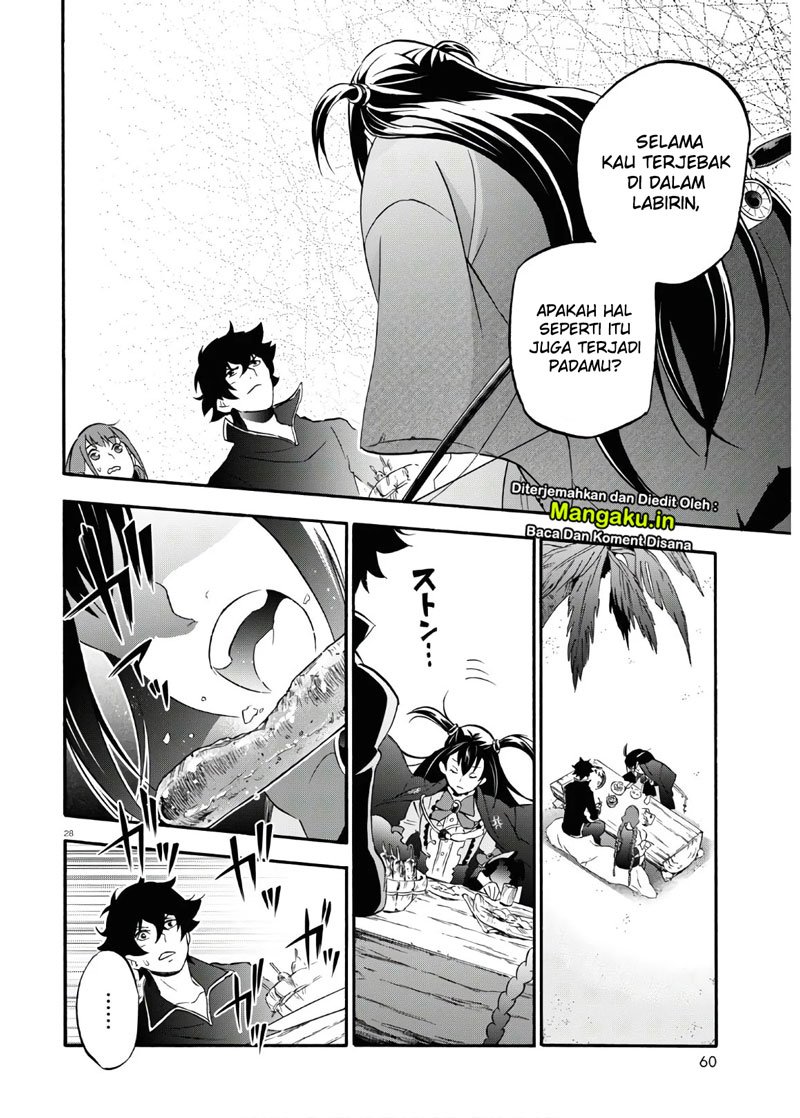 SELAMA
KAU TERJEBAK
DI DALAM
LABIRIN,
APAKAH HAL
SEPERTI ITU
JUGA TERJADI
PADAMU?
Diterjemahkan dan Diedit Oleh :
Mangaku.in
Baca Dan Koment Disana
ストン…
28
………
60